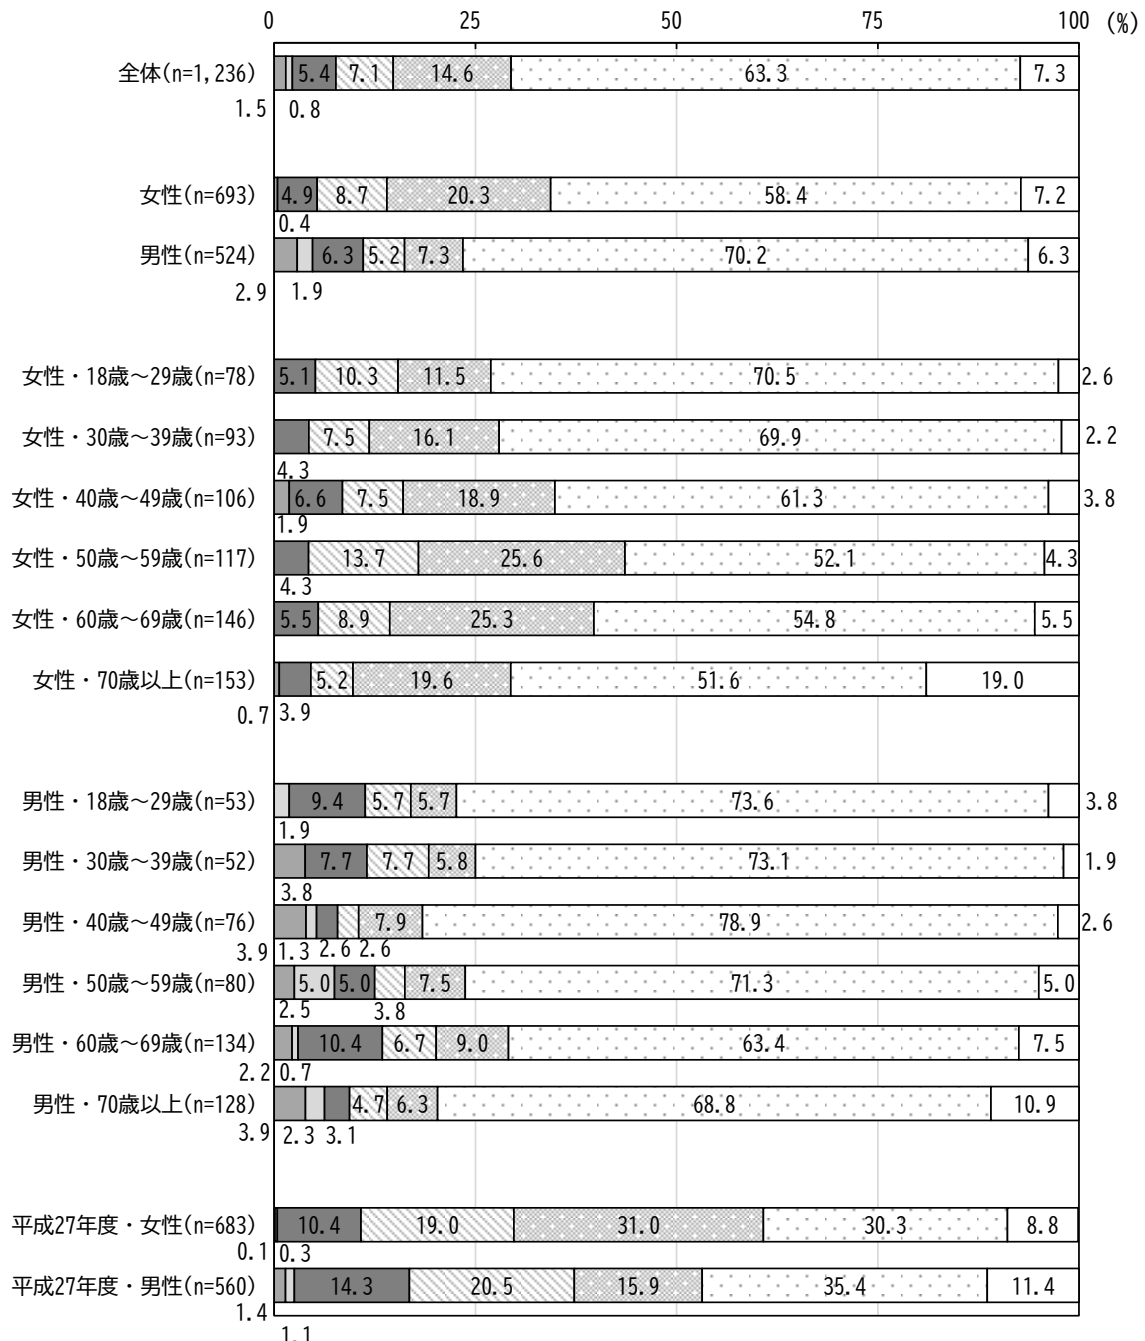 0 25 50 75 100 (%)
全体(n=1,236) 5.4 7.1 14.6 63.3 7.3
1.5 0.8
女性(n=693) 4.9 8.7 20.3 58.4 7.2
0.4
男性(n=524) 6.3 5.2 7.3 70.2 6.3
2.9 1.9
女性・18歳～29歳(n=78) 5.1 10.3 11.5 70.5 2.6
女性・30歳～39歳(n=93) 7.5 16.1 69.9 2.2
4.3
女性・40歳～49歳(n=106) 6.6 7.5 18.9 61.3 3.8
1.9
女性・50歳～59歳(n=117) 13.7 25.6 52.1 4.3
4.3
女性・60歳～69歳(n=146) 5.5 8.9 25.3 54.8 5.5
女性・70歳以上(n=153) 5.2 19.6 51.6 19.0
0.7 3.9
男性・18歳～29歳(n=53) 9.4 5.7 5.7 73.6 3.8
1.9
男性・30歳～39歳(n=52) 7.7 7.7 5.8 73.1 1.9
3.8
男性・40歳～49歳(n=76) 7.9 78.9 2.6
3.9 1.3 2.6 2.6
男性・50歳～59歳(n=80) 5.0 5.0 7.5 71.3 5.0
2.5 3.8
男性・60歳～69歳(n=134) 10.4 6.7 9.0 63.4 7.5
2.2 0.7
男性・70歳以上(n=128) 4.7 6.3 68.8 10.9
3.9 2.3 3.1
平成27年度・女性(n=683) 10.4 19.0 31.0 30.3 8.8
0.1 0.3
平成27年度・男性(n=560) 14.3 20.5 15.9 35.4 11.4
1.4
1.1